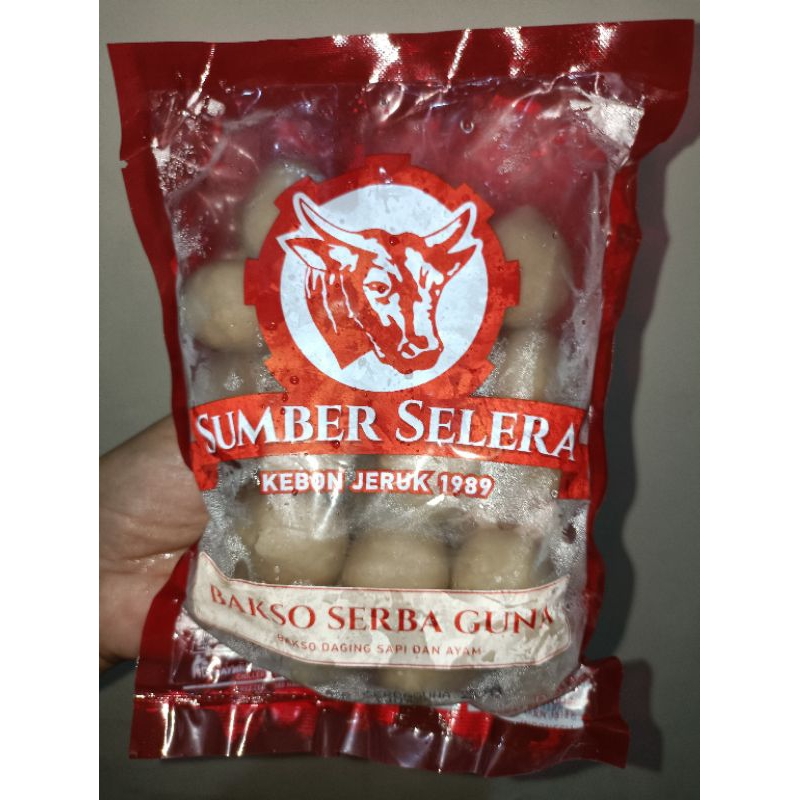 SUMBER SELERA
KEBON JERUK 1989
BAKSO SERBA GUNA
BAKSO DAGING SAPI DAN AYAM